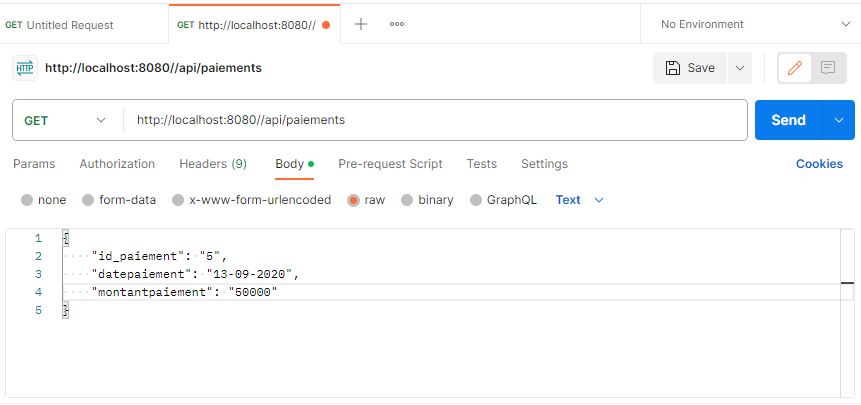 GET Untitled Request GET http://localhost:8080// No Environment
HTTP http://localhost:8080//api/paiements Save
GET http://localhost:8080//api/paiements Send
Params Authorization Headers (9) Body Pre-request Script Tests Settings Cookies
none form-data x-www-form-urlencoded raw binary GraphQL Text
1 {
2 "id_paiement": "5",
3 "datepaiement": "13-09-2020",
4 "montantpaiement": "50000"
5 }